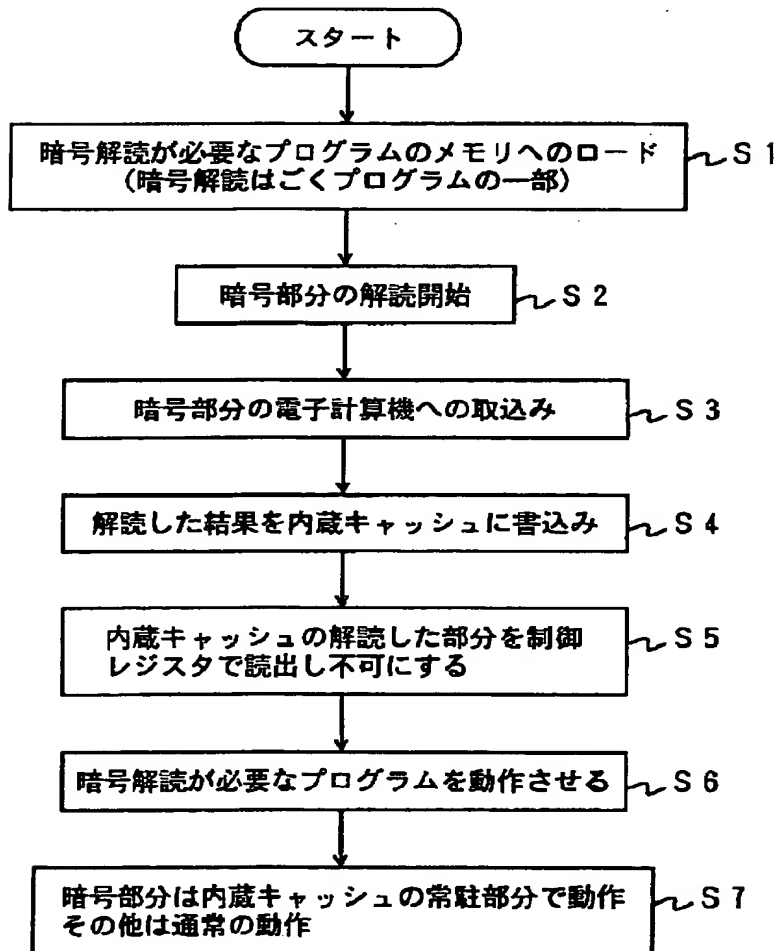 スタート
暗号解読が必要なプログラムのメモリへのロード
(暗号解読はごくプログラムの一部)
S1
暗号部分の解読開始
S2
暗号部分の電子計算機への取込み
S3
解読した結果を内蔵キャッシュに書込み
S4
内蔵キャッシュの解読した部分を制御
レジスタで読出し不可にする
S5
暗号解読が必要なプログラムを動作させる
S6
暗号部分は内蔵キャッシュの常駐部分で動作
その他は通常の動作
S7